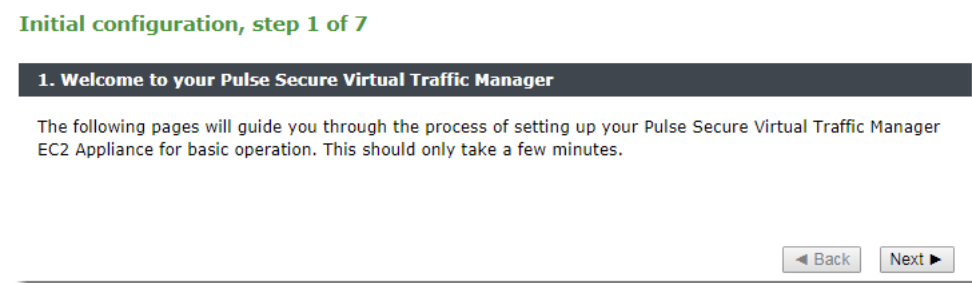 Initial configuration, step 1 of 7
1. Welcome to your Pulse Secure Virtual Traffic Manager
The following pages will guide you through the process of setting up your Pulse Secure Virtual Traffic Manager
EC2 Appliance for basic operation. This should only take a few minutes.
◄ Back Next ►